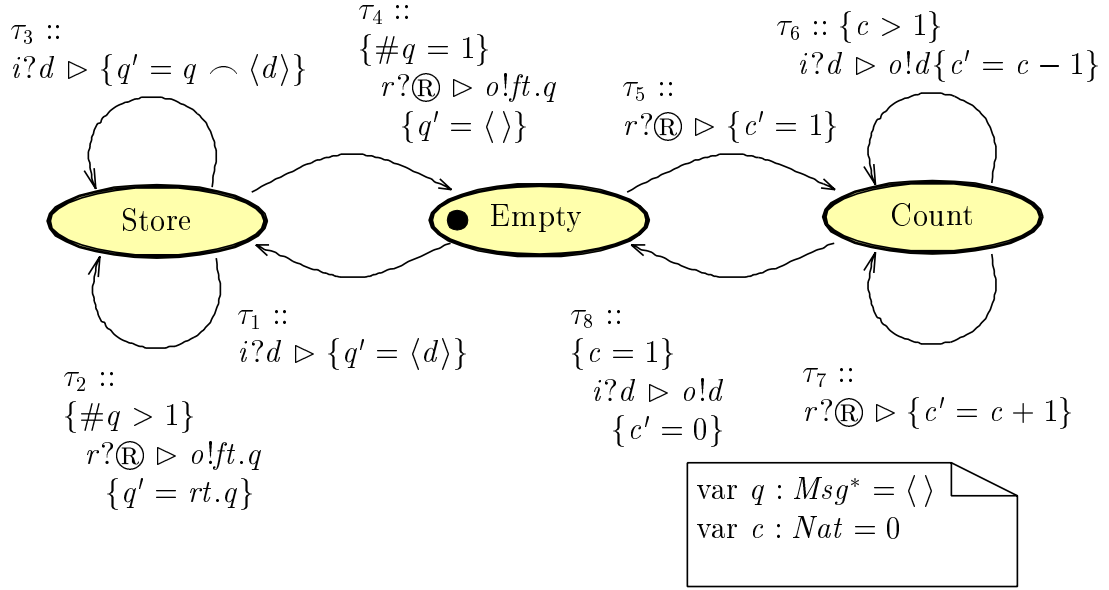 τ₃ ::
i?d ▷ {q′ = q ⌢ ⟨d⟩}
τ₄ ::
{#q = 1}
r?Ⓡ ▷ o!ft.q
{q′ = ⟨ ⟩}
τ₅ ::
r?Ⓡ ▷ {c′ = 1}
τ₆ :: {c > 1}
i?d ▷ o!d{c′ = c − 1}
Store
Empty
Count
τ₁ ::
i?d ▷ {q′ = ⟨d⟩}
τ₂ ::
{#q > 1}
r?Ⓡ ▷ o!ft.q
{q′ = rt.q}
τ₈ ::
{c = 1}
i?d ▷ o!d
{c′ = 0}
τ₇ ::
r?Ⓡ ▷ {c′ = c + 1}
var q : Msg* = ⟨ ⟩
var c : Nat = 0